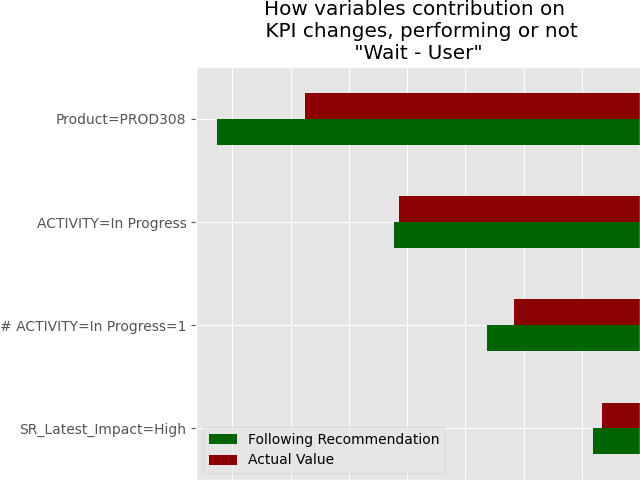 How variables contribution on
KPI changes, performing or not
"Wait - User"
Product=PROD308
ACTIVITY=In Progress
# ACTIVITY=In Progress=1
SR_Latest_Impact=High
Following Recommendation
Actual Value